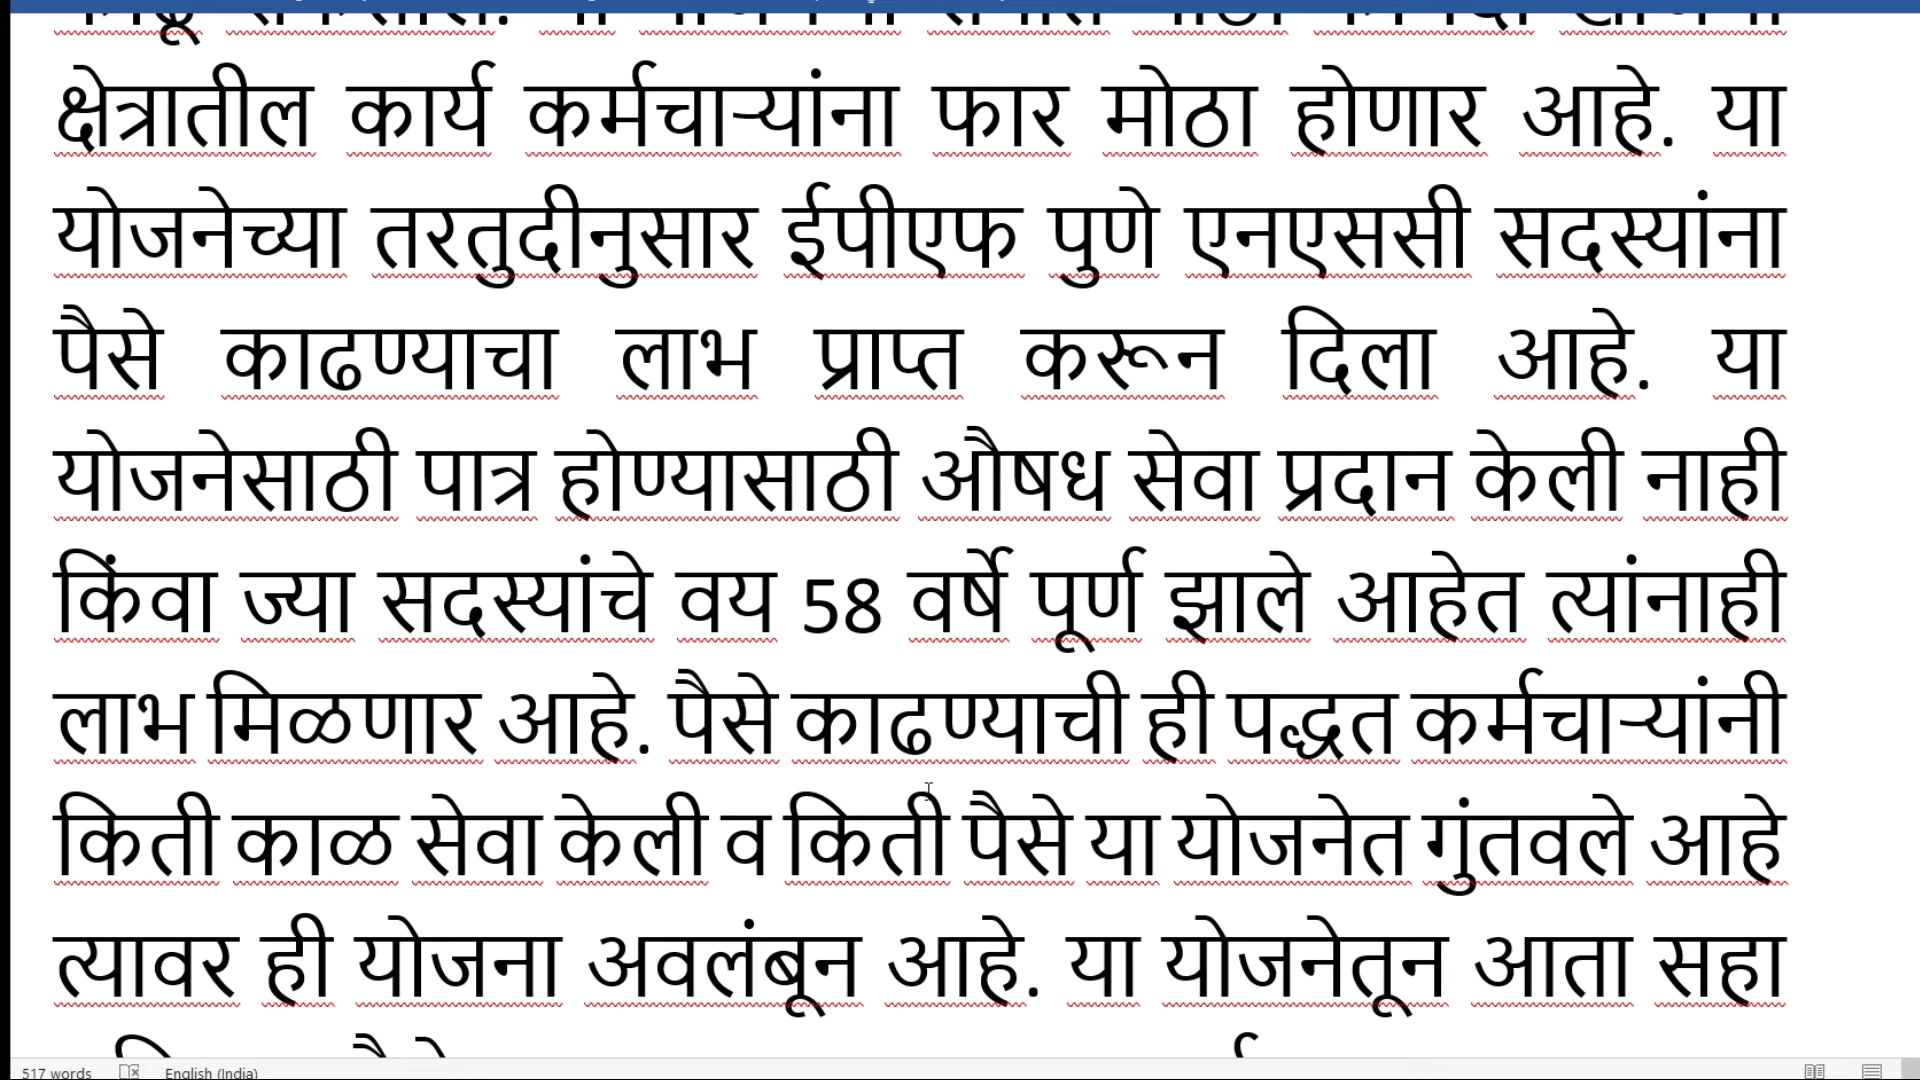 क्षेत्रातील कार्य कर्मचाऱ्यांना फार मोठा होणार आहे. या
योजनेच्या तरतुदीनुसार ईपीएफ पुणे एनएससी सदस्यांना
पैसे काढण्याचा लाभ प्राप्त करून दिला आहे. या
योजनेसाठी पात्र होण्यासाठी औषध सेवा प्रदान केली नाही
किंवा ज्या सदस्यांचे वय 58 वर्षे पूर्ण झाले आहेत त्यांनाही
लाभ मिळणार आहे. पैसे काढण्याची ही पद्धत कर्मचाऱ्यांनी
किती काळ सेवा केली व किती पैसे या योजनेत गुंतवले आहे
त्यावर ही योजना अवलंबून आहे. या योजनेतून आता सहा
517 words English (India)